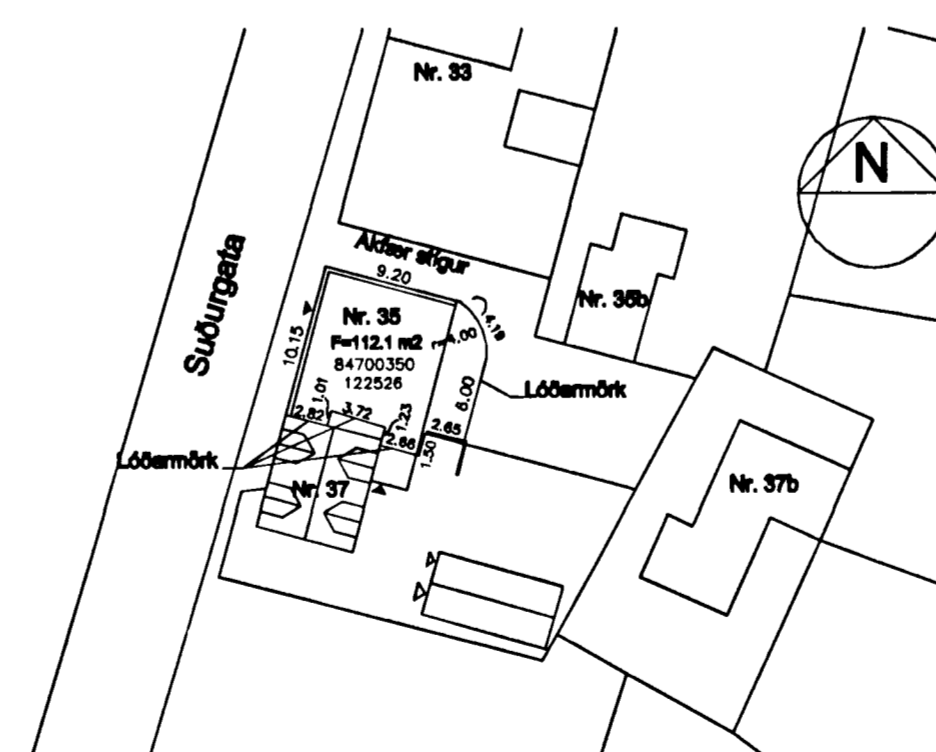 Nr. 33
N
Suðurgata
Akfær stígur
9.20
Nr. 35b
4.19
Nr. 35
r=4.00
F=112.1 m2
84700350
122526
10.15
6.00
Lóðarmörk
1.01
2.82
3.72
1.23
2.66
2.65
1.50
Lóðarmörk
Nr. 37
Nr. 37b